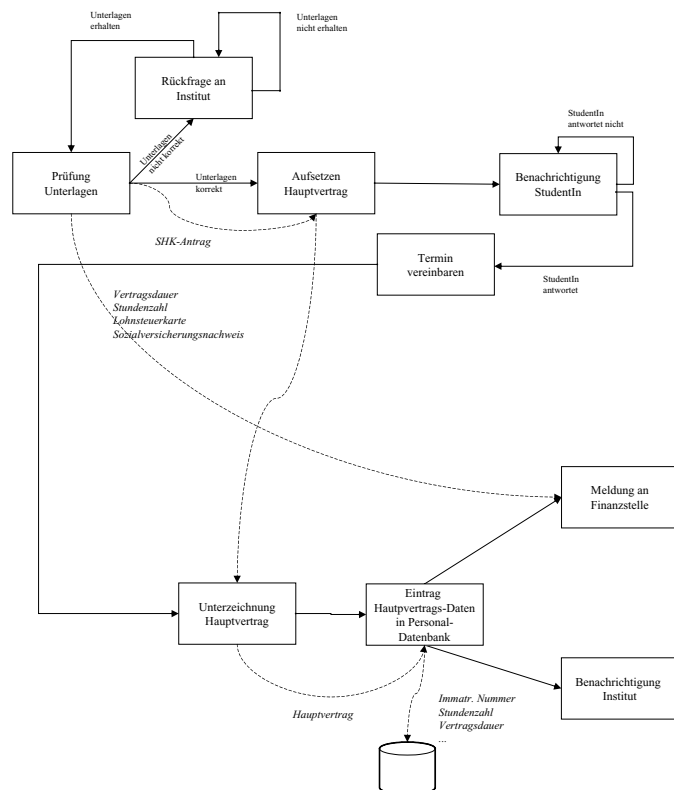 Unterlagen
erhalten
Unterlagen
nicht erhalten
Rückfrage an
Institut
Unterlagen
nicht korrekt
StudentIn
antwortet nicht
Prüfung
Unterlagen
Unterlagen
korrekt
Aufsetzen
Hauptvertrag
Benachrichtigung
StudentIn
SHK-Antrag
Termin
vereinbaren
StudentIn
antwortet
Vertragsdauer
Stundenzahl
Lohnsteuerkarte
Sozialversicherungsnachweis
Meldung an
Finanzstelle
Unterzeichnung
Hauptvertrag
Eintrag
Hautpvertrags-Daten
in Personal-
Datenbank
Benachrichtigung
Institut
Hauptvertrag
Immatr. Nummer
Stundenzahl
Vertragsdauer
...